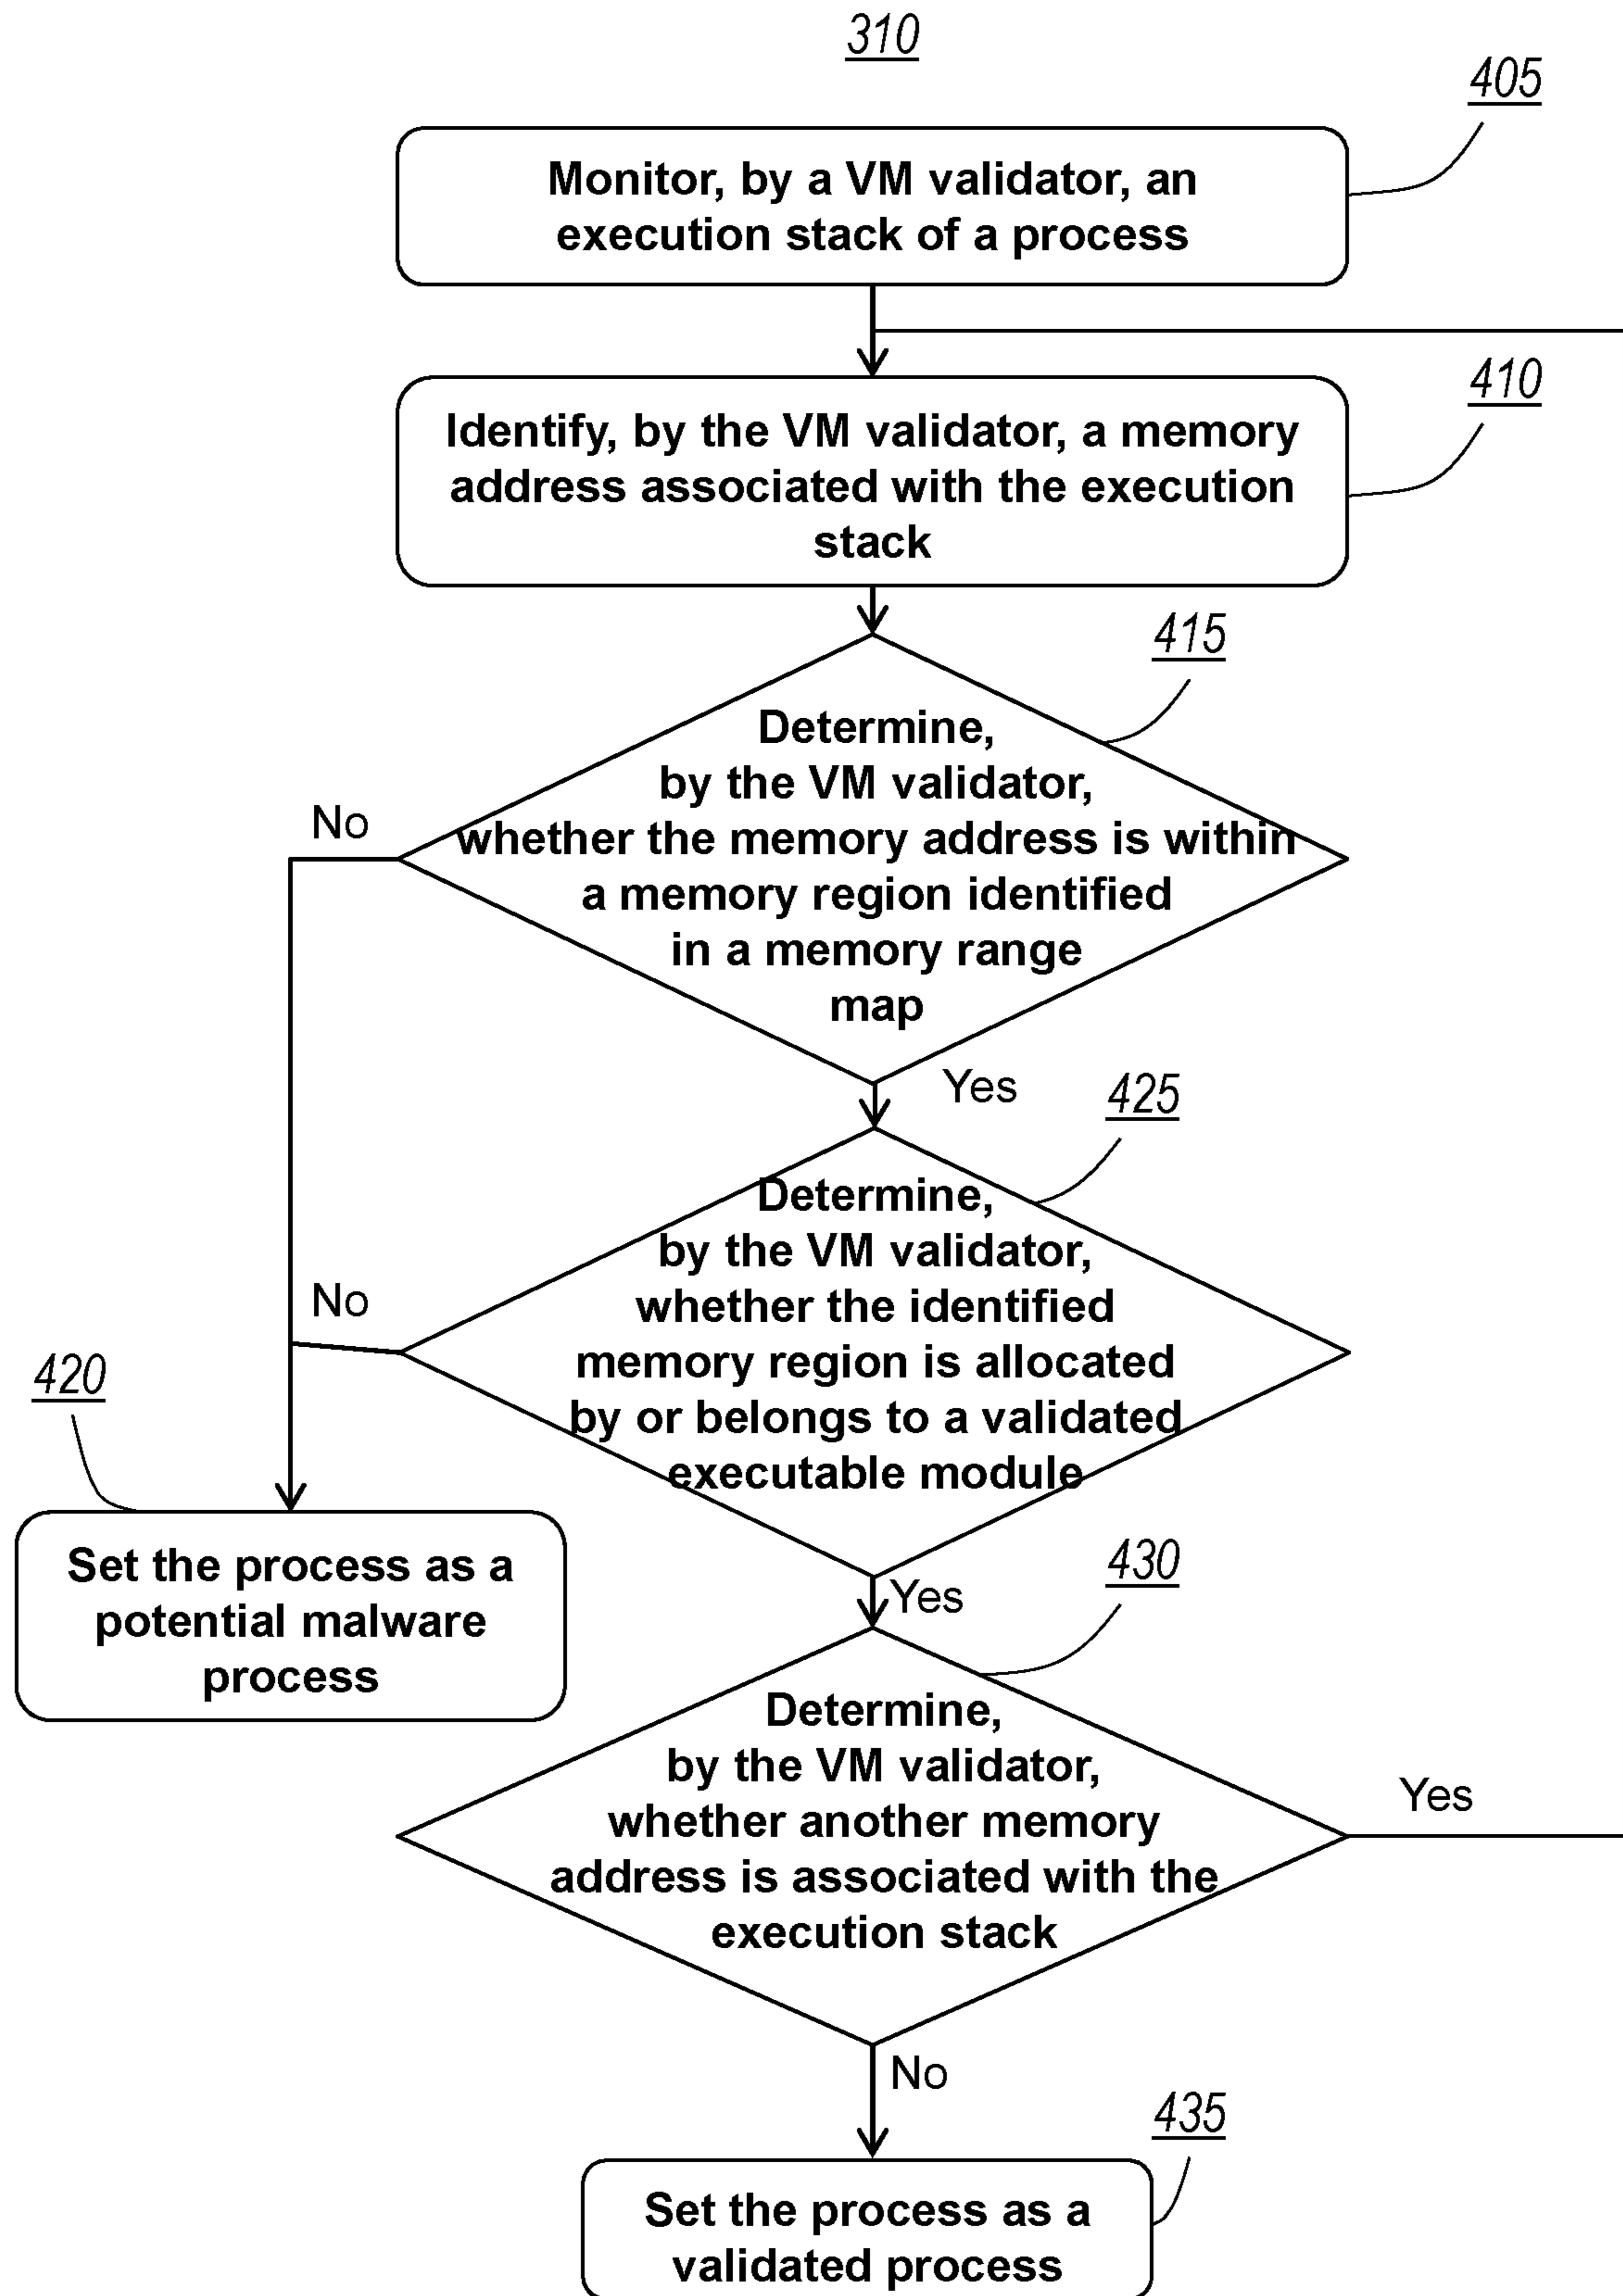 310
405
Monitor, by a VM validator, an
execution stack of a process
410
Identify, by the VM validator, a memory
address associated with the execution
stack
415
Determine,
by the VM validator,
whether the memory address is within
a memory region identified
in a memory range
map
No
Yes
425
Determine,
by the VM validator,
whether the identified
memory region is allocated
by or belongs to a validated
executable module
No
420
Set the process as a
potential malware
process
Yes
430
Determine,
by the VM validator,
whether another memory
address is associated with the
execution stack
Yes
No
435
Set the process as a
validated process